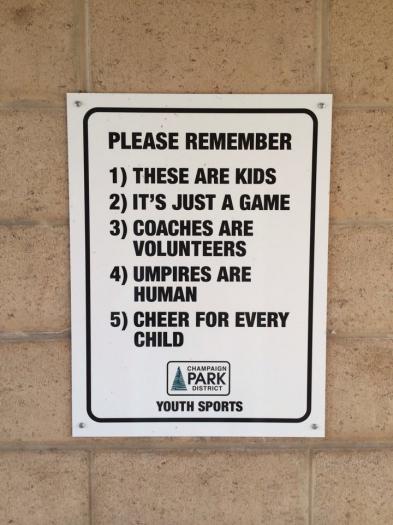 PLEASE REMEMBER
1) THESE ARE KIDS
2) IT'S JUST A GAME
3) COACHES ARE
VOLUNTEERS
4) UMPIRES ARE
HUMAN
5) CHEER FOR EVERY
CHILD
CHAMPAIGN
PARK
DISTRICT
YOUTH SPORTS